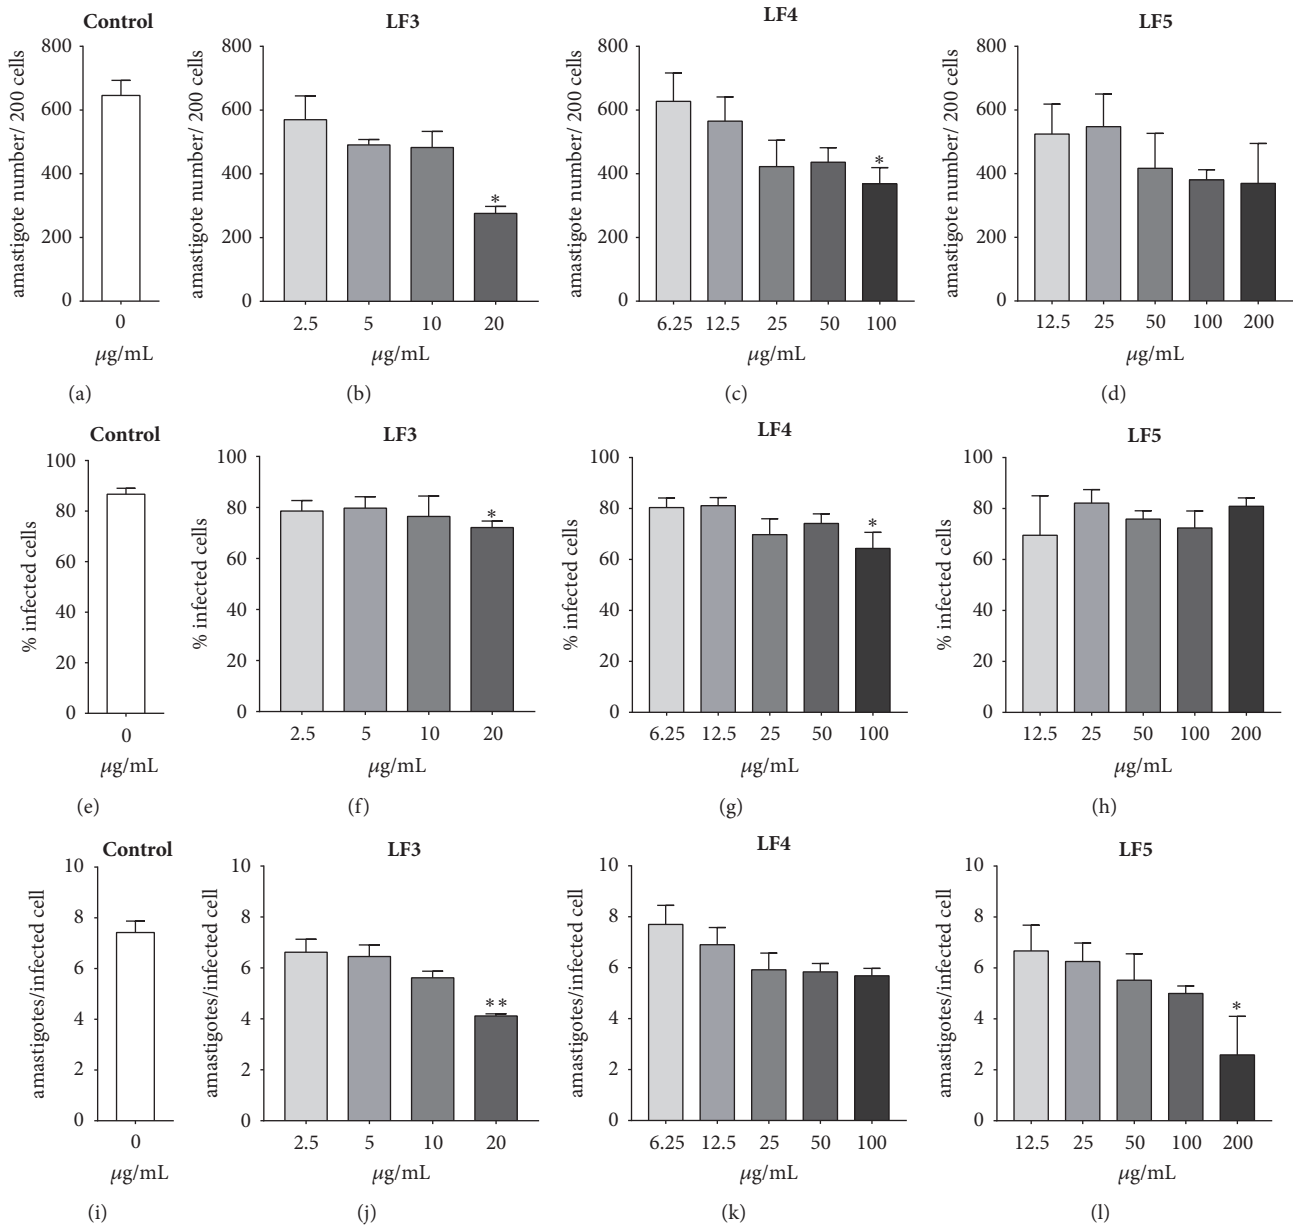 Control
LF3
LF4
LF5
amastigote number/ 200 cells
800
600
400
200
0
0
μg/mL
(a)
amastigote number/ 200 cells
800
600
400
200
0
*
2.5 5 10 20
μg/mL
(b)
amastigote number/ 200 cells
800
600
400
200
0
*
6.25 12.5 25 50 100
μg/mL
(c)
amastigote number/ 200 cells
800
600
400
200
0
12.5 25 50 100 200
μg/mL
(d)
Control
LF3
LF4
LF5
% infected cells
100
80
60
40
20
0
0
μg/mL
(e)
% infected cells
100
80
60
40
20
0
*
2.5 5 10 20
μg/mL
(f)
% infected cells
100
80
60
40
20
0
*
6.25 12.5 25 50 100
μg/mL
(g)
% infected cells
100
80
60
40
20
0
12.5 25 50 100 200
μg/mL
(h)
Control
LF3
LF4
LF5
amastigotes/infected cell
10
8
6
4
2
0
0
μg/mL
(i)
amastigotes/infected cell
10
8
6
4
2
0
**
2.5 5 10 20
μg/mL
(j)
amastigotes/infected cell
10
8
6
4
2
0
6.25 12.5 25 50 100
μg/mL
(k)
amastigotes/infected cell
10
8
6
4
2
0
*
12.5 25 50 100 200
μg/mL
(l)